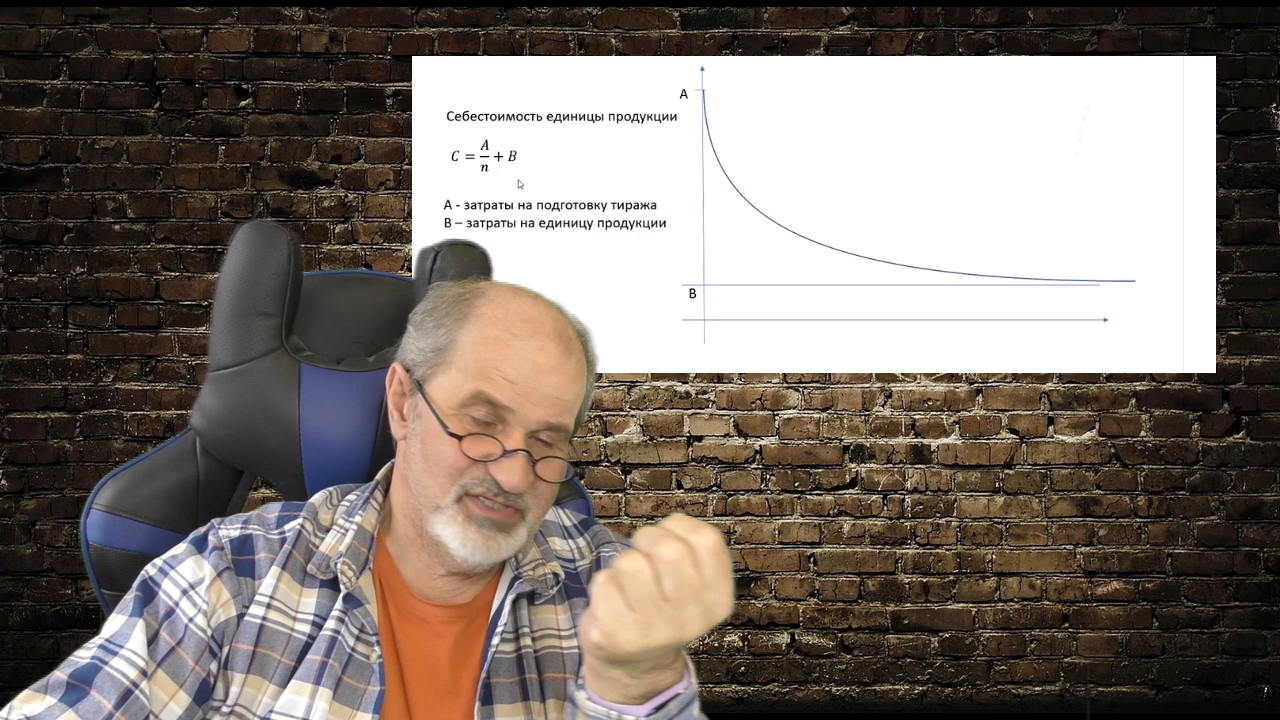 A
Себестоимость единицы продукции
C = A/n + B
A - затраты на подготовку тиража
B – затраты на единицу продукции
B